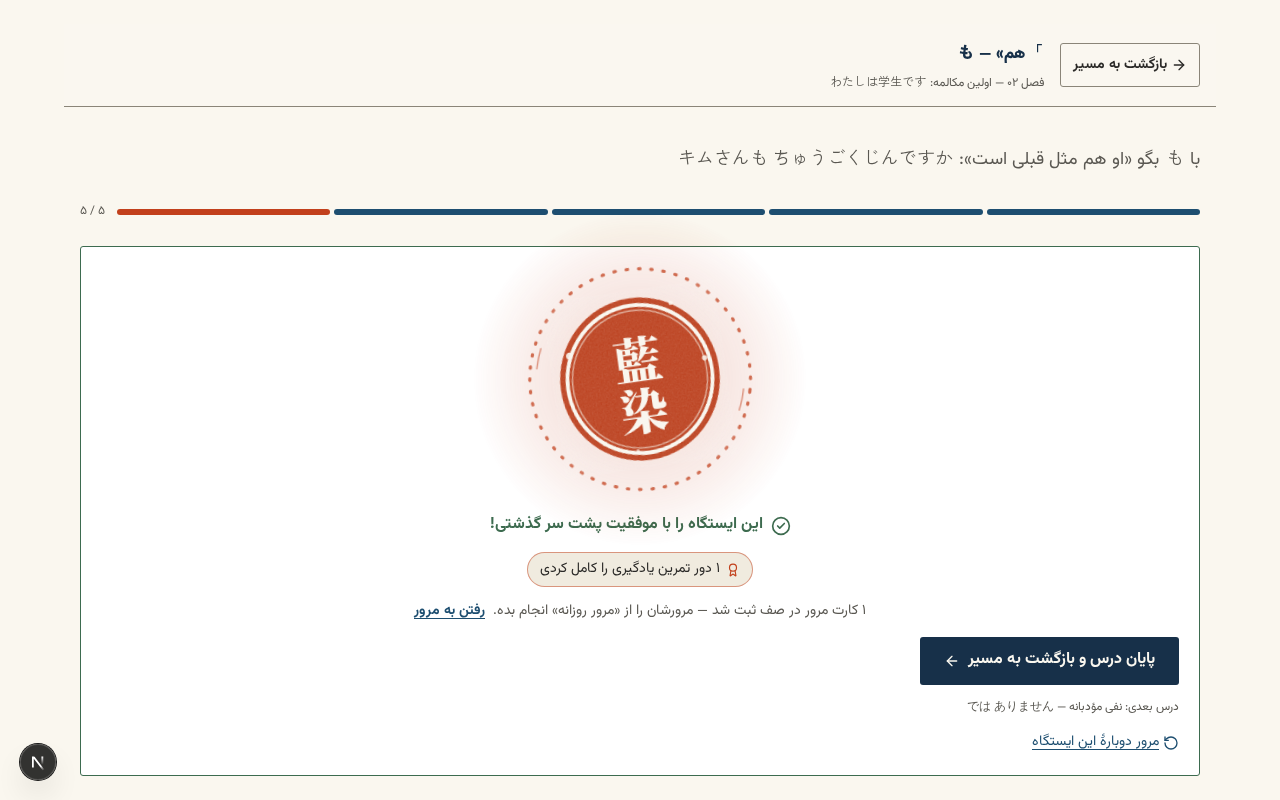 بازگشت به مسیر
「هم» — も
فصل ۰۲ — اولین مکالمه: わたしは学生です
با も بگو «او هم مثل قبلی است»: キムさんも ちゅうごくじんですか
۵ / ۵
藍
染
این ایستگاه را با موفقیت پشت سر گذشتی!
۱ دور تمرین یادگیری را کامل کردی
۱ کارت مرور در صف ثبت شد — مرورشان را از «مرور روزانه» انجام بده. رفتن به مرور
پایان درس و بازگشت به مسیر
درس بعدی: نفی مؤدبانه — では ありません
مرور دوبارهٔ این ایستگاه
N